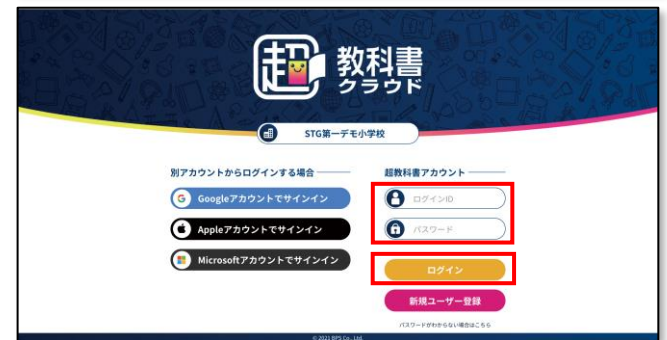 超 教科書
クラウド
STG第一デモ小学校
別アカウントからログインする場合
Googleアカウントでサインイン
Appleアカウントでサインイン
Microsoftアカウントでサインイン
超教科書アカウント
ログインID
パスワード
ログイン
新規ユーザー登録
パスワードがわからない場合はこちら
© 2021 BPS Co., Ltd.